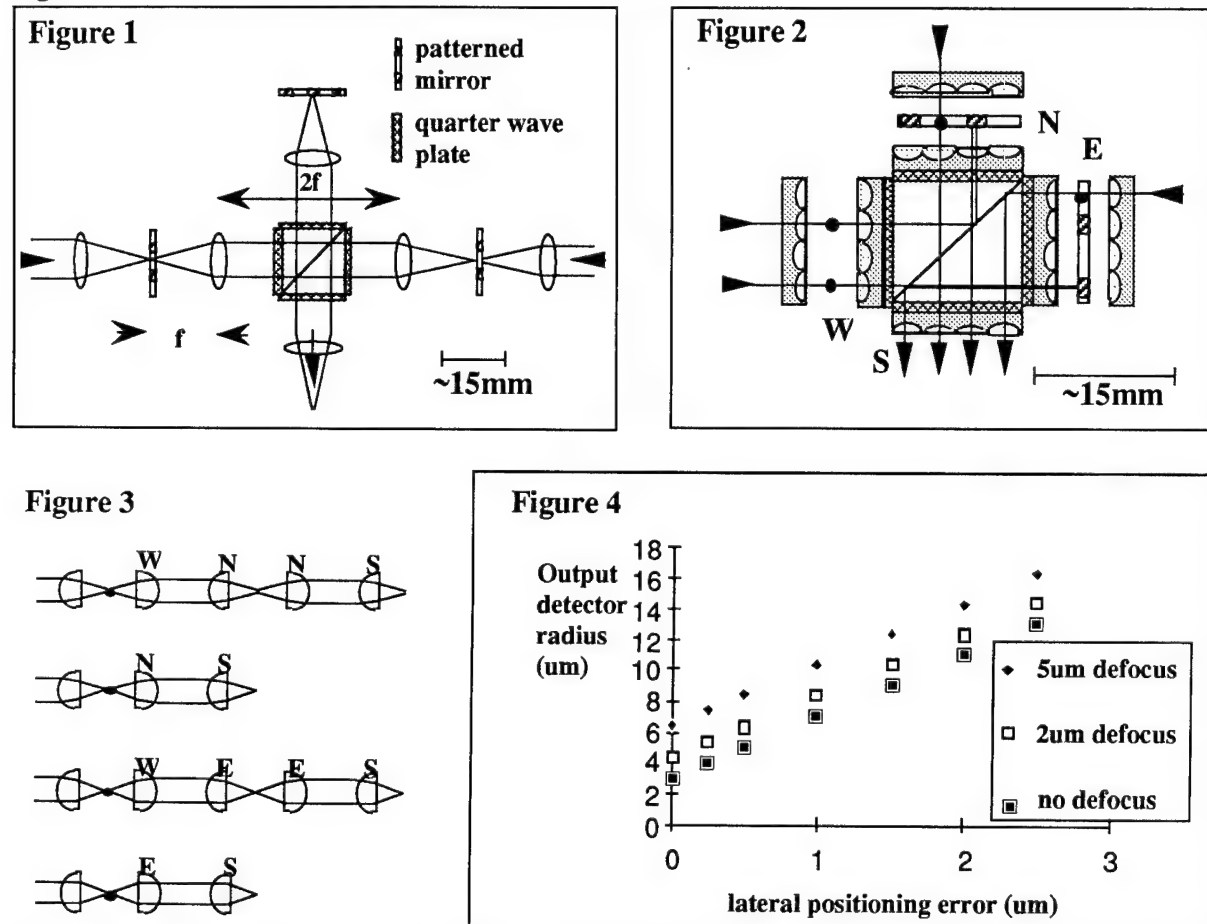 Figure 1
patterned
mirror
quarter wave
plate
2f
f
~15mm
Figure 2
N
E
W
S
~15mm
Figure 3
W N N S
N S
W E E S
E S
Figure 4
Output
detector
radius
(um)
18
16
14
12
10
8
6
4
2
0
5um defocus
2um defocus
no defocus
0 1 2 3
lateral positioning error (um)